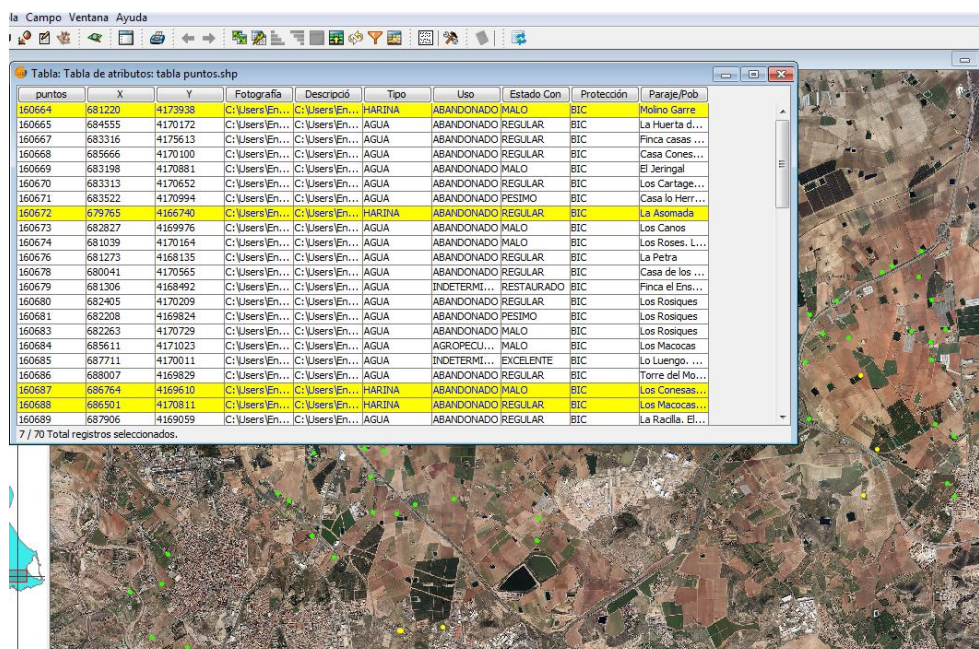 la Campo Ventana Ayuda
Tabla: Tabla de atributos: tabla puntos.shp
puntos X Y Fotografía Descripció Tipo Uso Estado Con Protección Paraje/Pob
160664 681220 4173938 C:\Users\En... C:\Users\En... HARINA ABANDONADO MALO BIC Molino Garre
160665 684555 4170172 C:\Users\En... C:\Users\En... AGUA ABANDONADO REGULAR BIC La Huerta d...
160667 683316 4175613 C:\Users\En... C:\Users\En... AGUA ABANDONADO REGULAR BIC Finca casas ...
160668 685666 4170100 C:\Users\En... C:\Users\En... AGUA ABANDONADO REGULAR BIC Casa Cones...
160669 683198 4170881 C:\Users\En... C:\Users\En... AGUA ABANDONADO MALO BIC El Jeringal
160670 683313 4170652 C:\Users\En... C:\Users\En... AGUA ABANDONADO REGULAR BIC Los Cartage...
160671 683522 4170994 C:\Users\En... C:\Users\En... AGUA ABANDONADO PESIMO BIC Casa lo Herr...
160672 679765 4166740 C:\Users\En... C:\Users\En... HARINA ABANDONADO REGULAR BIC La Asomada
160673 682827 4169976 C:\Users\En... C:\Users\En... AGUA ABANDONADO MALO BIC Los Canos
160674 681039 4170164 C:\Users\En... C:\Users\En... AGUA ABANDONADO MALO BIC Los Roses. L...
160676 681273 4168135 C:\Users\En... C:\Users\En... AGUA ABANDONADO REGULAR BIC La Petra
160678 680041 4170565 C:\Users\En... C:\Users\En... AGUA ABANDONADO REGULAR BIC Casa de los ...
160679 681306 4168492 C:\Users\En... C:\Users\En... AGUA INDETERMI... RESTAURADO BIC Finca el Ens...
160680 682405 4170209 C:\Users\En... C:\Users\En... AGUA ABANDONADO REGULAR BIC Los Rosiques
160681 682208 4169824 C:\Users\En... C:\Users\En... AGUA ABANDONADO PESIMO BIC Los Rosiques
160683 682263 4170729 C:\Users\En... C:\Users\En... AGUA ABANDONADO MALO BIC Los Rosiques
160684 685611 4171023 C:\Users\En... C:\Users\En... AGUA AGROPECU... MALO BIC Los Macocas
160685 687711 4170011 C:\Users\En... C:\Users\En... AGUA INDETERMI... EXCELENTE BIC Lo Luengo. ...
160686 688007 4169829 C:\Users\En... C:\Users\En... AGUA ABANDONADO REGULAR BIC Torre del Mo...
160687 686764 4169610 C:\Users\En... C:\Users\En... HARINA ABANDONADO MALO BIC Los Conesas...
160688 686501 4170811 C:\Users\En... C:\Users\En... HARINA ABANDONADO REGULAR BIC Los Macocas...
160689 687906 4169059 C:\Users\En... C:\Users\En... AGUA ABANDONADO REGULAR BIC La Racilla. El...
7 / 70 Total registros seleccionados.